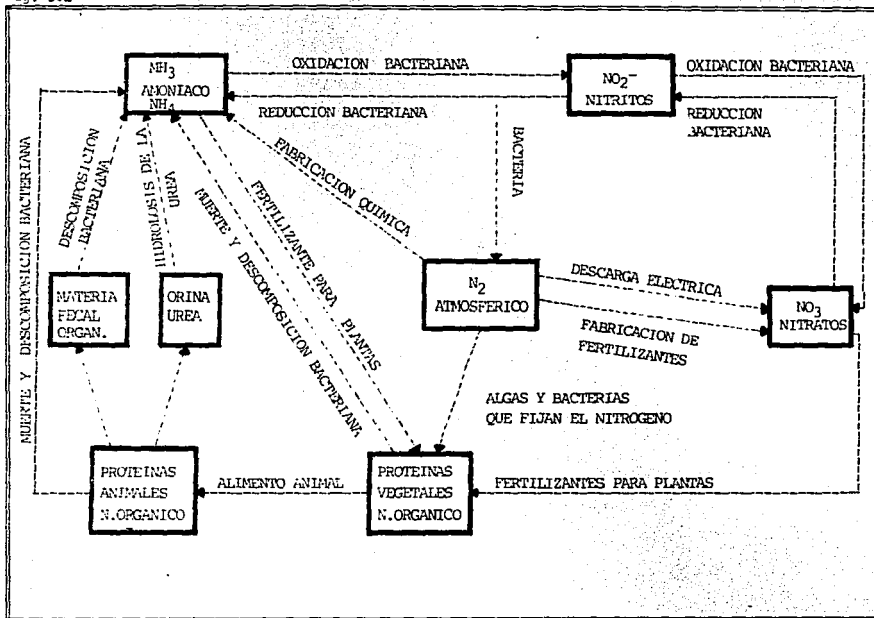 NH3
AMONIACO
NH4
OXIDACION BACTERIANA
REDUCCION BACTERIANA
NO2⁻
NITRITOS
OXIDACION BACTERIANA
REDUCCION
BACTERIANA
BACTERIA
FABRICACION QUIMICA
FERTILIZANTE PARA PLANTAS
MUERTE Y DESCOMPOSICION BACTERIANA
DESCOMPOSICION
BACTERIANA
HIDROLOSIS DE LA
UREA
MUERTE Y DESCOMPOSICION BACTERIANA
MATERIA
FECAL
ORGAN.
ORINA
UREA
N2
ATMOSFERICO
DESCARGA ELECTRICA
FABRICACION DE
FERTILIZANTES
NO3
NITRATOS
ALGAS Y BACTERIAS
QUE FIJAN EL NITROGENO
PROTEINAS
ANIMALES
N.ORGANICO
ALIMENTO ANIMAL
PROTEINAS
VEGETALES
N.ORGANICO
FERTILIZANTES PARA PLANTAS